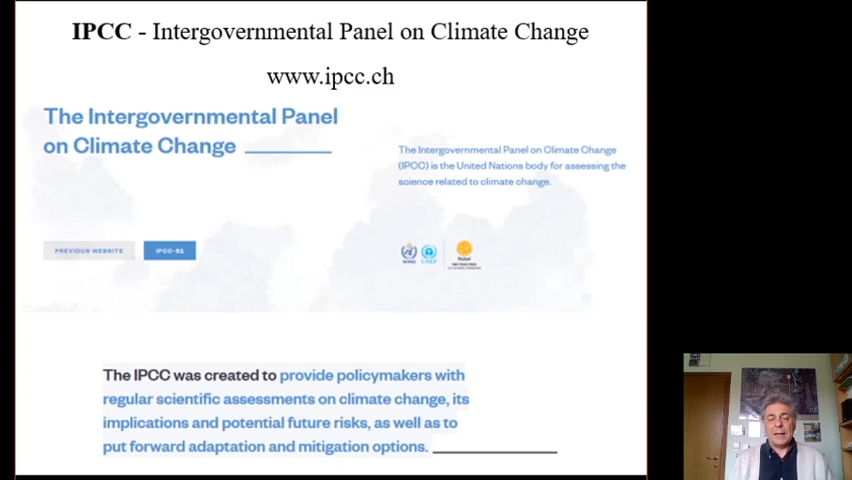 IPCC - Intergovernmental Panel on Climate Change
www.ipcc.ch
The Intergovernmental Panel
on Climate Change
The Intergovernmental Panel on Climate Change
(IPCC) is the United Nations body for assessing the
science related to climate change.
PREVIOUS WEBSITE
IPCC-52
WMO
UNEP
The IPCC was created to provide policymakers with
regular scientific assessments on climate change, its
implications and potential future risks, as well as to
put forward adaptation and mitigation options.